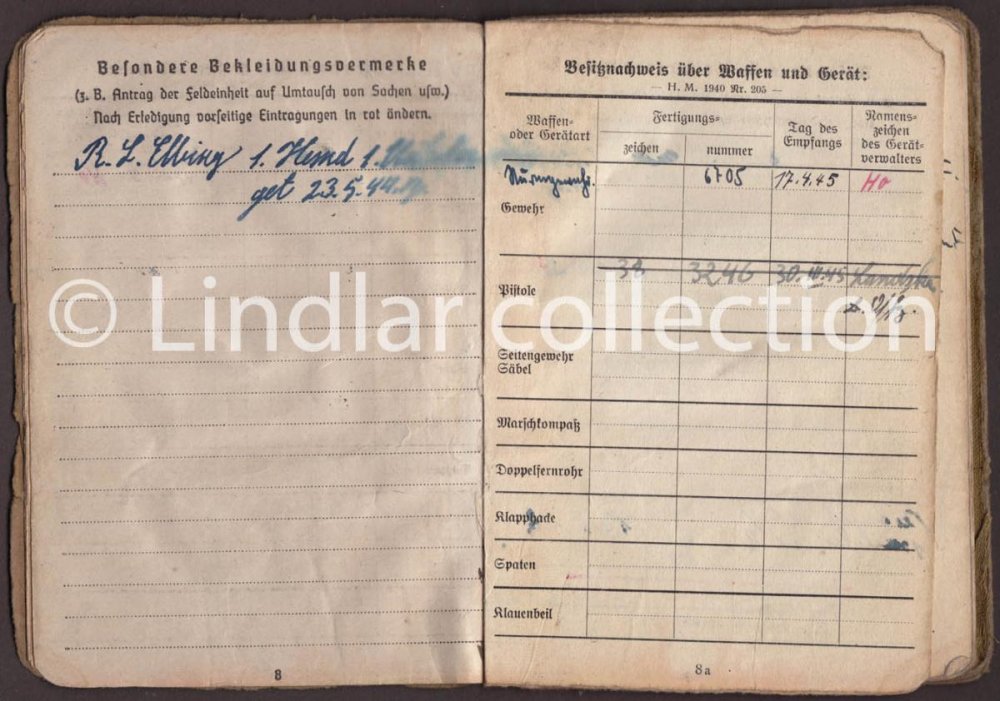 Besondere Bekleidungsvermerke
(z. B. Antrag der Feldeinheit auf Umtausch von Sachen usw.)
Nach Erledigung vorseitige Eintragungen in rot ändern.
R. L. Elbing 1 Hemd 1
get 23.5.44
8
Besitznachweis über Waffen und Gerät:
— H. M. 1940 Nr. 205 —
Waffen- oder Gerätart
Fertigungs-
zeichen
nummer
Tag des Empfangs
Namens-zeichen des Gerät-verwalters
6705 17.4.45 Ho
Gewehr
38 3246 30. 45
Pistole
Seitengewehr
Säbel
Marschkompaß
Doppelfernrohr
Klapphacke
Spaten
Klauenbeil
8a
© Lindlar collection